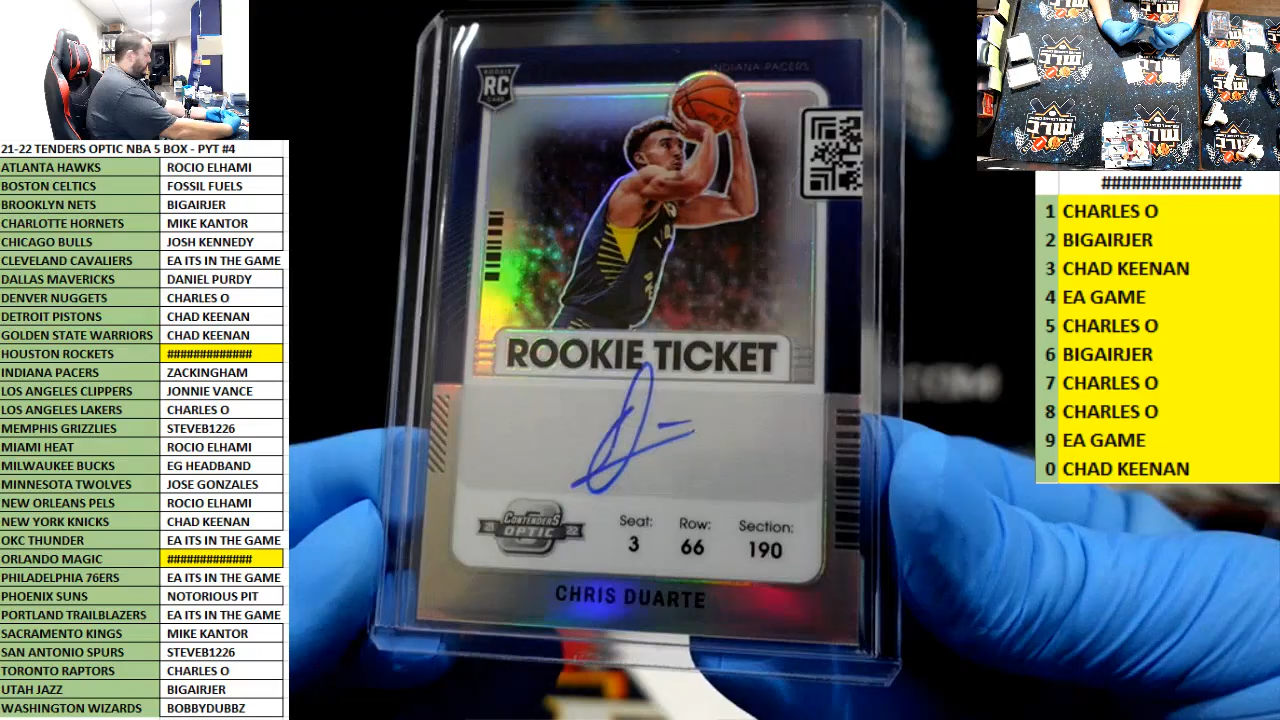 21-22 TENDERS OPTIC NBA 5 BOX - PYT #4
ATLANTA HAWKS ROCIO ELHAMI
BOSTON CELTICS FOSSIL FUELS
BROOKLYN NETS BIGAIRJER
CHARLOTTE HORNETS MIKE KANTOR
CHICAGO BULLS JOSH KENNEDY
CLEVELAND CAVALIERS EA ITS IN THE GAME
DALLAS MAVERICKS DANIEL PURDY
DENVER NUGGETS CHARLES O
DETROIT PISTONS CHAD KEENAN
GOLDEN STATE WARRIORS CHAD KEENAN
HOUSTON ROCKETS #############
INDIANA PACERS ZACKINGHAM
LOS ANGELES CLIPPERS JONNIE VANCE
LOS ANGELES LAKERS CHARLES O
MEMPHIS GRIZZLIES STEVEB1226
MIAMI HEAT ROCIO ELHAMI
MILWAUKEE BUCKS EG HEADBAND
MINNESOTA TWOLVES JOSE GONZALES
NEW ORLEANS PELS ROCIO ELHAMI
NEW YORK KNICKS CHAD KEENAN
OKC THUNDER EA ITS IN THE GAME
ORLANDO MAGIC #############
PHILADELPHIA 76ERS EA ITS IN THE GAME
PHOENIX SUNS NOTORIOUS PIT
PORTLAND TRAILBLAZERS EA ITS IN THE GAME
SACRAMENTO KINGS MIKE KANTOR
SAN ANTONIO SPURS STEVEB1226
TORONTO RAPTORS CHARLES O
UTAH JAZZ BIGAIRJER
WASHINGTON WIZARDS BOBBYDUBBZ
INDIANA PACERS
RC
ROOKIE TICKET
21 CONTENDERS 22
OPTIC
Seat: Row: Section:
3 66 190
CHRIS DUARTE
MLC
##############
1 CHARLES O
2 BIGAIRJER
3 CHAD KEENAN
4 EA GAME
5 CHARLES O
6 BIGAIRJER
7 CHARLES O
8 CHARLES O
9 EA GAME
0 CHAD KEENAN